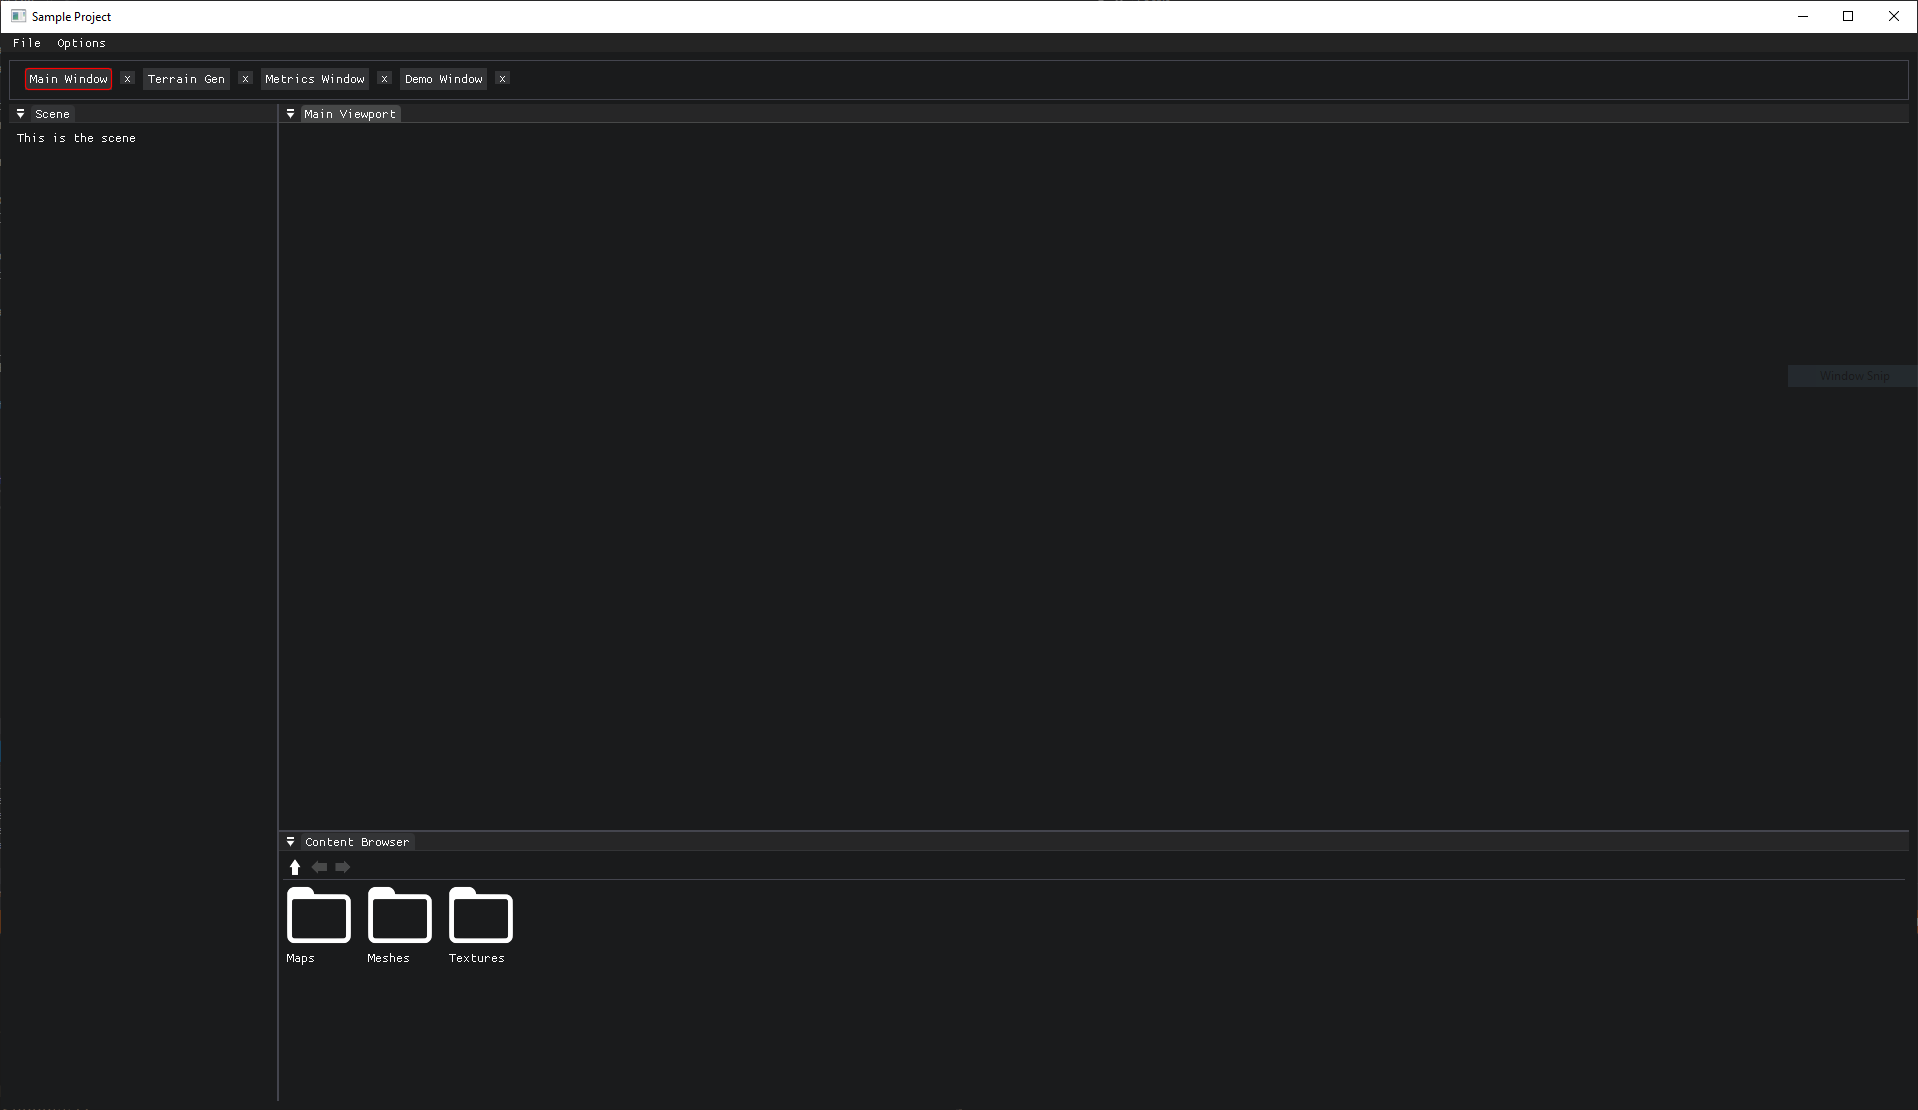 Sample Project
File Options
Main Window x Terrain Gen x Metrics Window x Demo Window x
Scene
Main Viewport
This is the scene
Window Snip
Content Browser
Maps
Meshes
Textures